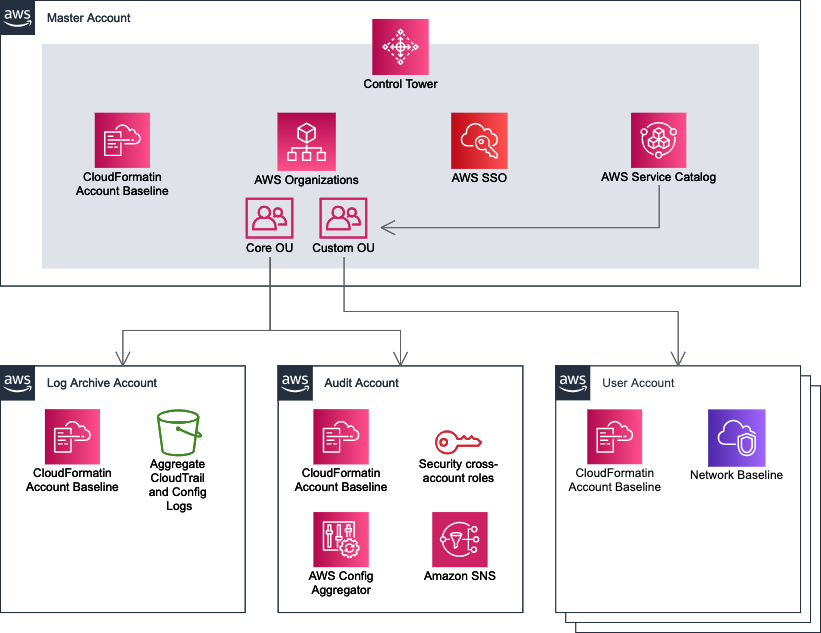 aws
Master Account
Control Tower
CloudFormatin
Account Baseline
AWS Organizations
AWS SSO
AWS Service Catalog
Core OU
Custom OU
aws
Log Archive Account
CloudFormatin
Account Baseline
Aggregate
CloudTrail
and Config
Logs
aws
Audit Account
CloudFormatin
Account Baseline
Security cross-
account roles
AWS Config
Aggregator
Amazon SNS
aws
User Account
CloudFormatin
Account Baseline
Network Baseline